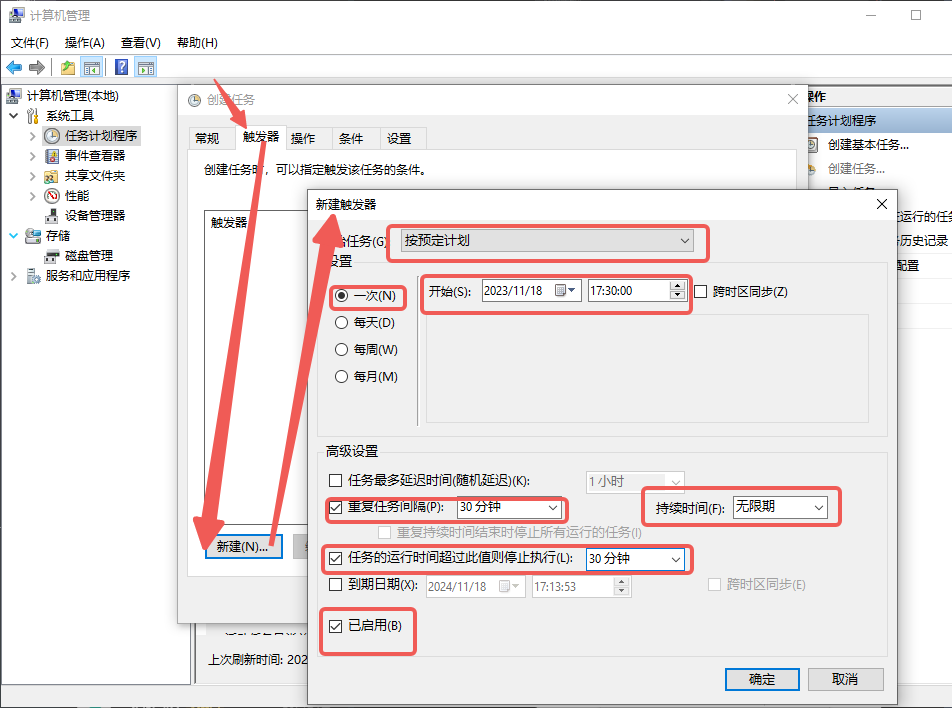 计算机管理
文件(F) 操作(A) 查看(V) 帮助(H)
计算机管理(本地)
系统工具
任务计划程序
事件查看器
共享文件夹
性能
设备管理器
存储
磁盘管理
服务和应用程序
创建任务
常规 触发器 操作 条件 设置
创建任务时，可以指定触发该任务的条件。
触发器
新建(N)...
上次刷新时间: 202
操作
任务计划程序
创建基本任务...
创建任务...
运行的任务
历史记录
配置
新建触发器
始任务(G)
按预定计划
设置
一次(N)
每天(D)
每周(W)
每月(M)
开始(S): 2023/11/18 17:30:00 跨时区同步(Z)
高级设置
任务最多延迟时间(随机延迟)(K): 1 小时
重复任务间隔(P): 30 分钟 持续时间(F): 无限期
重复持续时间结束时停止所有运行的任务(I)
任务的运行时间超过此值则停止执行(L): 30 分钟
到期日期(X): 2024/11/18 17:13:53 跨时区同步(E)
已启用(B)
确定 取消